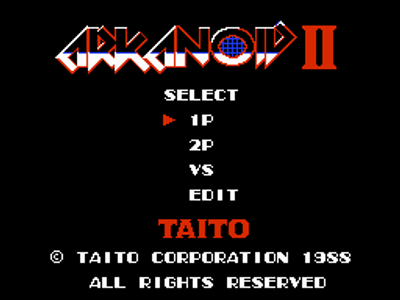 ARKANOID II
SELECT
1P
2P
VS
EDIT
TAITO
© TAITO CORPORATION 1988
ALL RIGHTS RESERVED